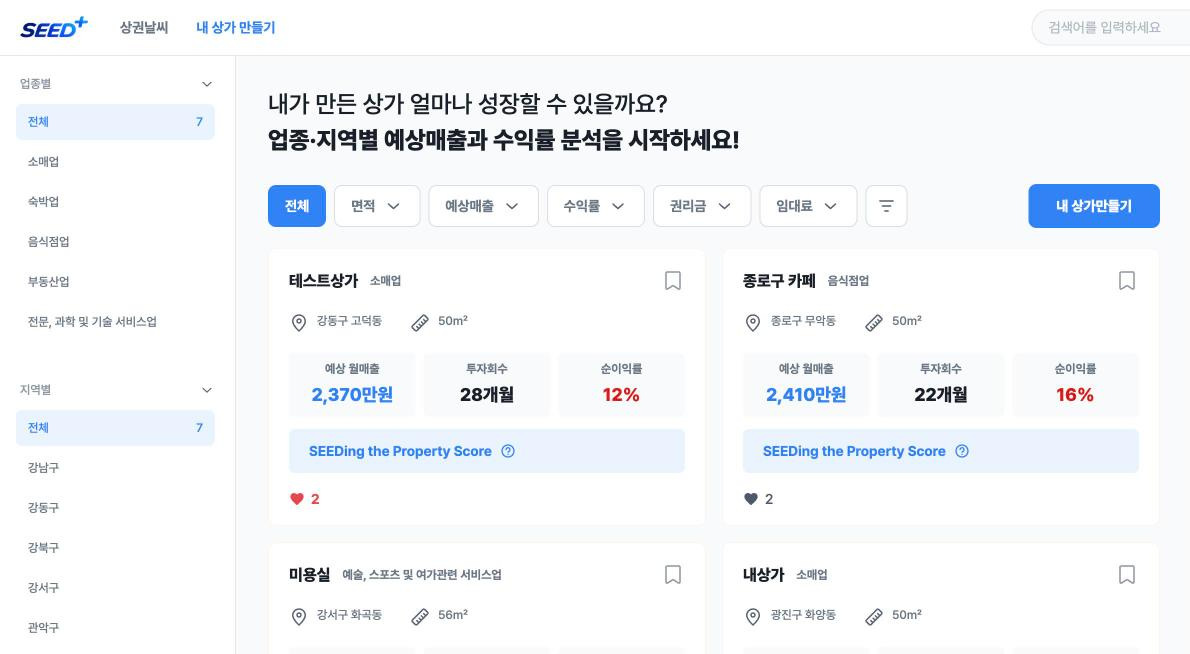 SEED+
상권날씨
내 상가 만들기
검색어를 입력하세요
업종별
전체 7
소매업
숙박업
음식점업
부동산업
전문, 과학 및 기술 서비스업
지역별
전체 7
강남구
강동구
강북구
강서구
관악구
내가 만든 상가 얼마나 성장할 수 있을까요?
업종·지역별 예상매출과 수익률 분석을 시작하세요!
전체
면적
예상매출
수익률
권리금
임대료
내 상가만들기
테스트상가 소매업
강동구 고덕동 50m²
예상 월매출 투자회수 순이익률
2,370만원 28개월 12%
SEEDing the Property Score
2
종로구 카페 음식점업
종로구 무악동 50m²
예상 월매출 투자회수 순이익률
2,410만원 22개월 16%
SEEDing the Property Score
2
미용실 예술, 스포츠 및 여가관련 서비스업
강서구 화곡동 56m²
내상가 소매업
광진구 화양동 50m²